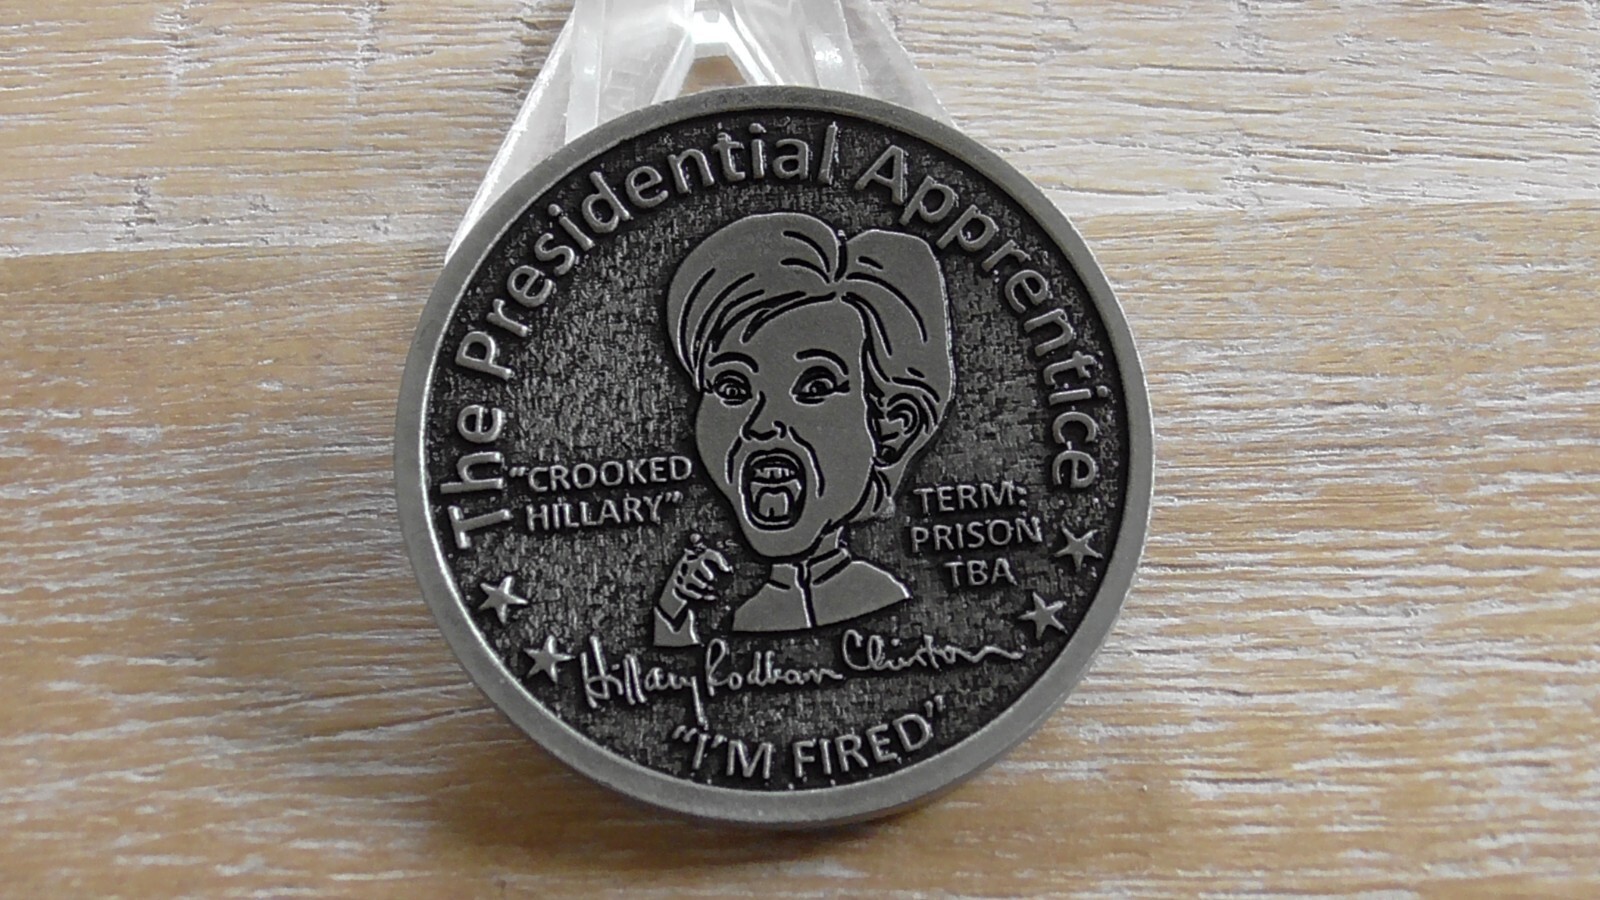 The Presidential Apprentice
"CROOKED
HILLARY"
TERM:
PRISON
TBA
Hillary Rodham Clinton
"I'M FIRED"